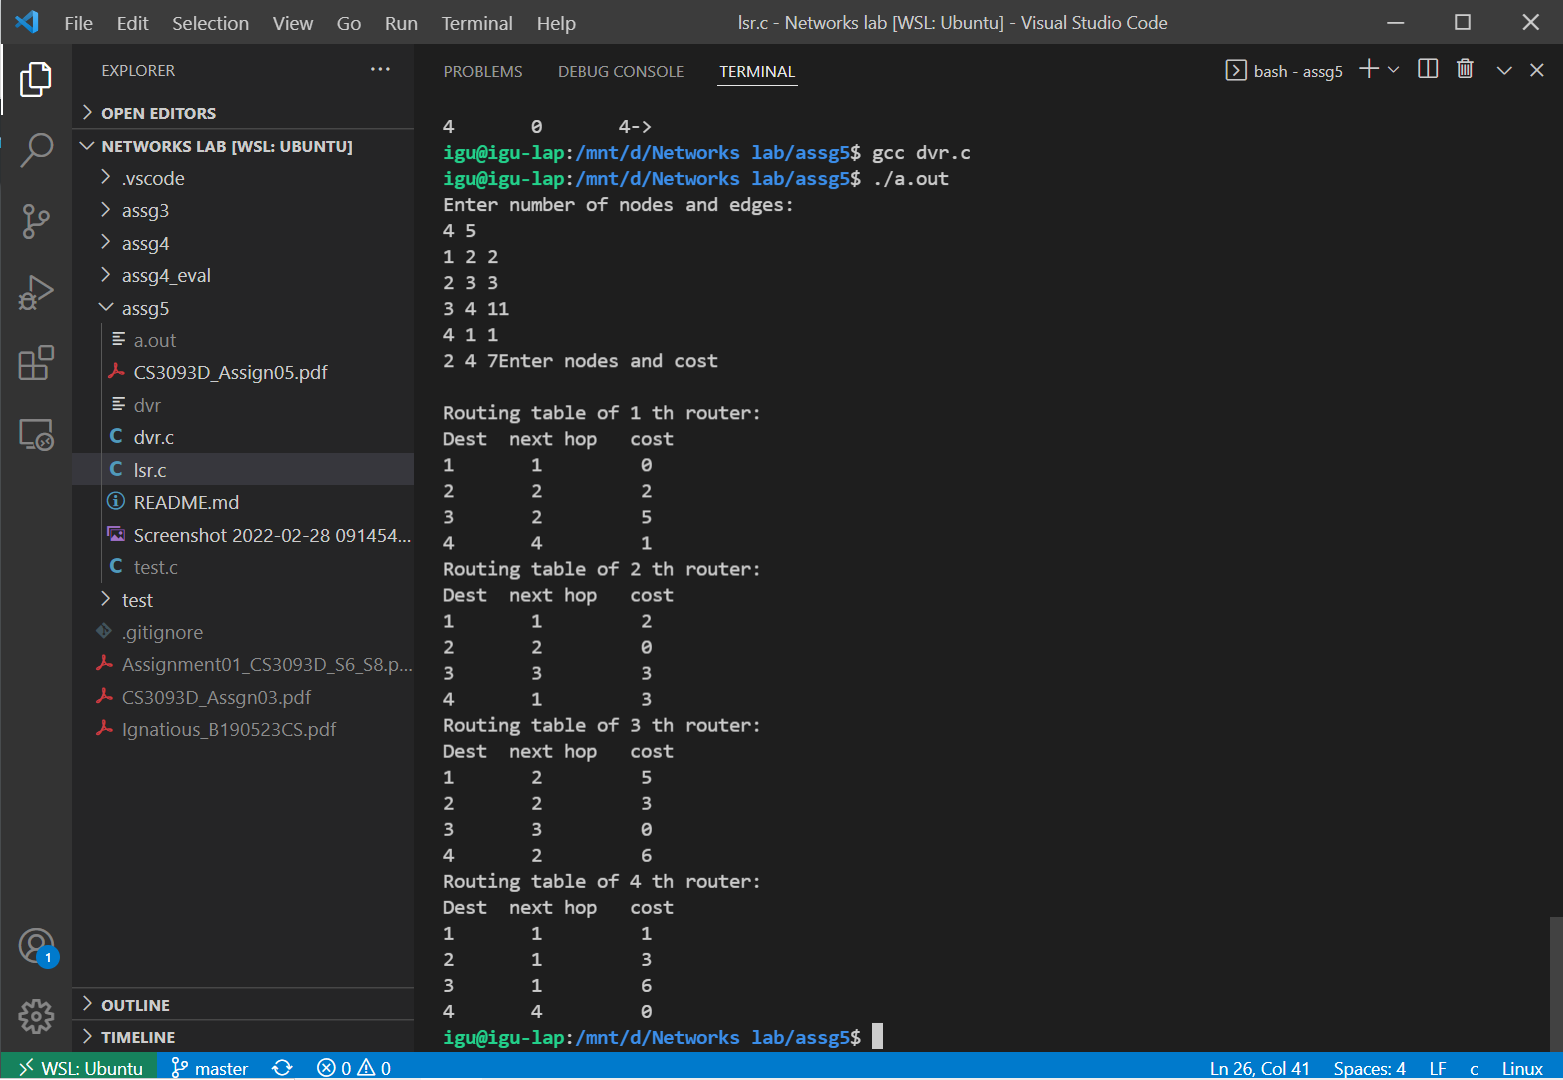 File Edit Selection View Go Run Terminal Help lsr.c - Networks lab [WSL: Ubuntu] - Visual Studio Code
EXPLORER
OPEN EDITORS
NETWORKS LAB [WSL: UBUNTU]
.vscode
assg3
assg4
assg4_eval
assg5
a.out
CS3093D_Assign05.pdf
dvr
C dvr.c
C lsr.c
README.md
Screenshot 2022-02-28 091454...
C test.c
test
.gitignore
Assignment01_CS3093D_S6_S8.p...
CS3093D_Assgn03.pdf
Ignatious_B190523CS.pdf
OUTLINE
TIMELINE
1
PROBLEMS DEBUG CONSOLE TERMINAL bash - assg5
4 0 4->
igu@igu-lap:/mnt/d/Networks lab/assg5$ gcc dvr.c
igu@igu-lap:/mnt/d/Networks lab/assg5$ ./a.out
Enter number of nodes and edges:
4 5
1 2 2
2 3 3
3 4 11
4 1 1
2 4 7Enter nodes and cost
Routing table of 1 th router:
Dest next hop cost
1 1 0
2 2 2
3 2 5
4 4 1
Routing table of 2 th router:
Dest next hop cost
1 1 2
2 2 0
3 3 3
4 1 3
Routing table of 3 th router:
Dest next hop cost
1 2 5
2 2 3
3 3 0
4 2 6
Routing table of 4 th router:
Dest next hop cost
1 1 1
2 1 3
3 1 6
4 4 0
igu@igu-lap:/mnt/d/Networks lab/assg5$
WSL: Ubuntu master 0 0 Ln 26, Col 41 Spaces: 4 LF c Linux